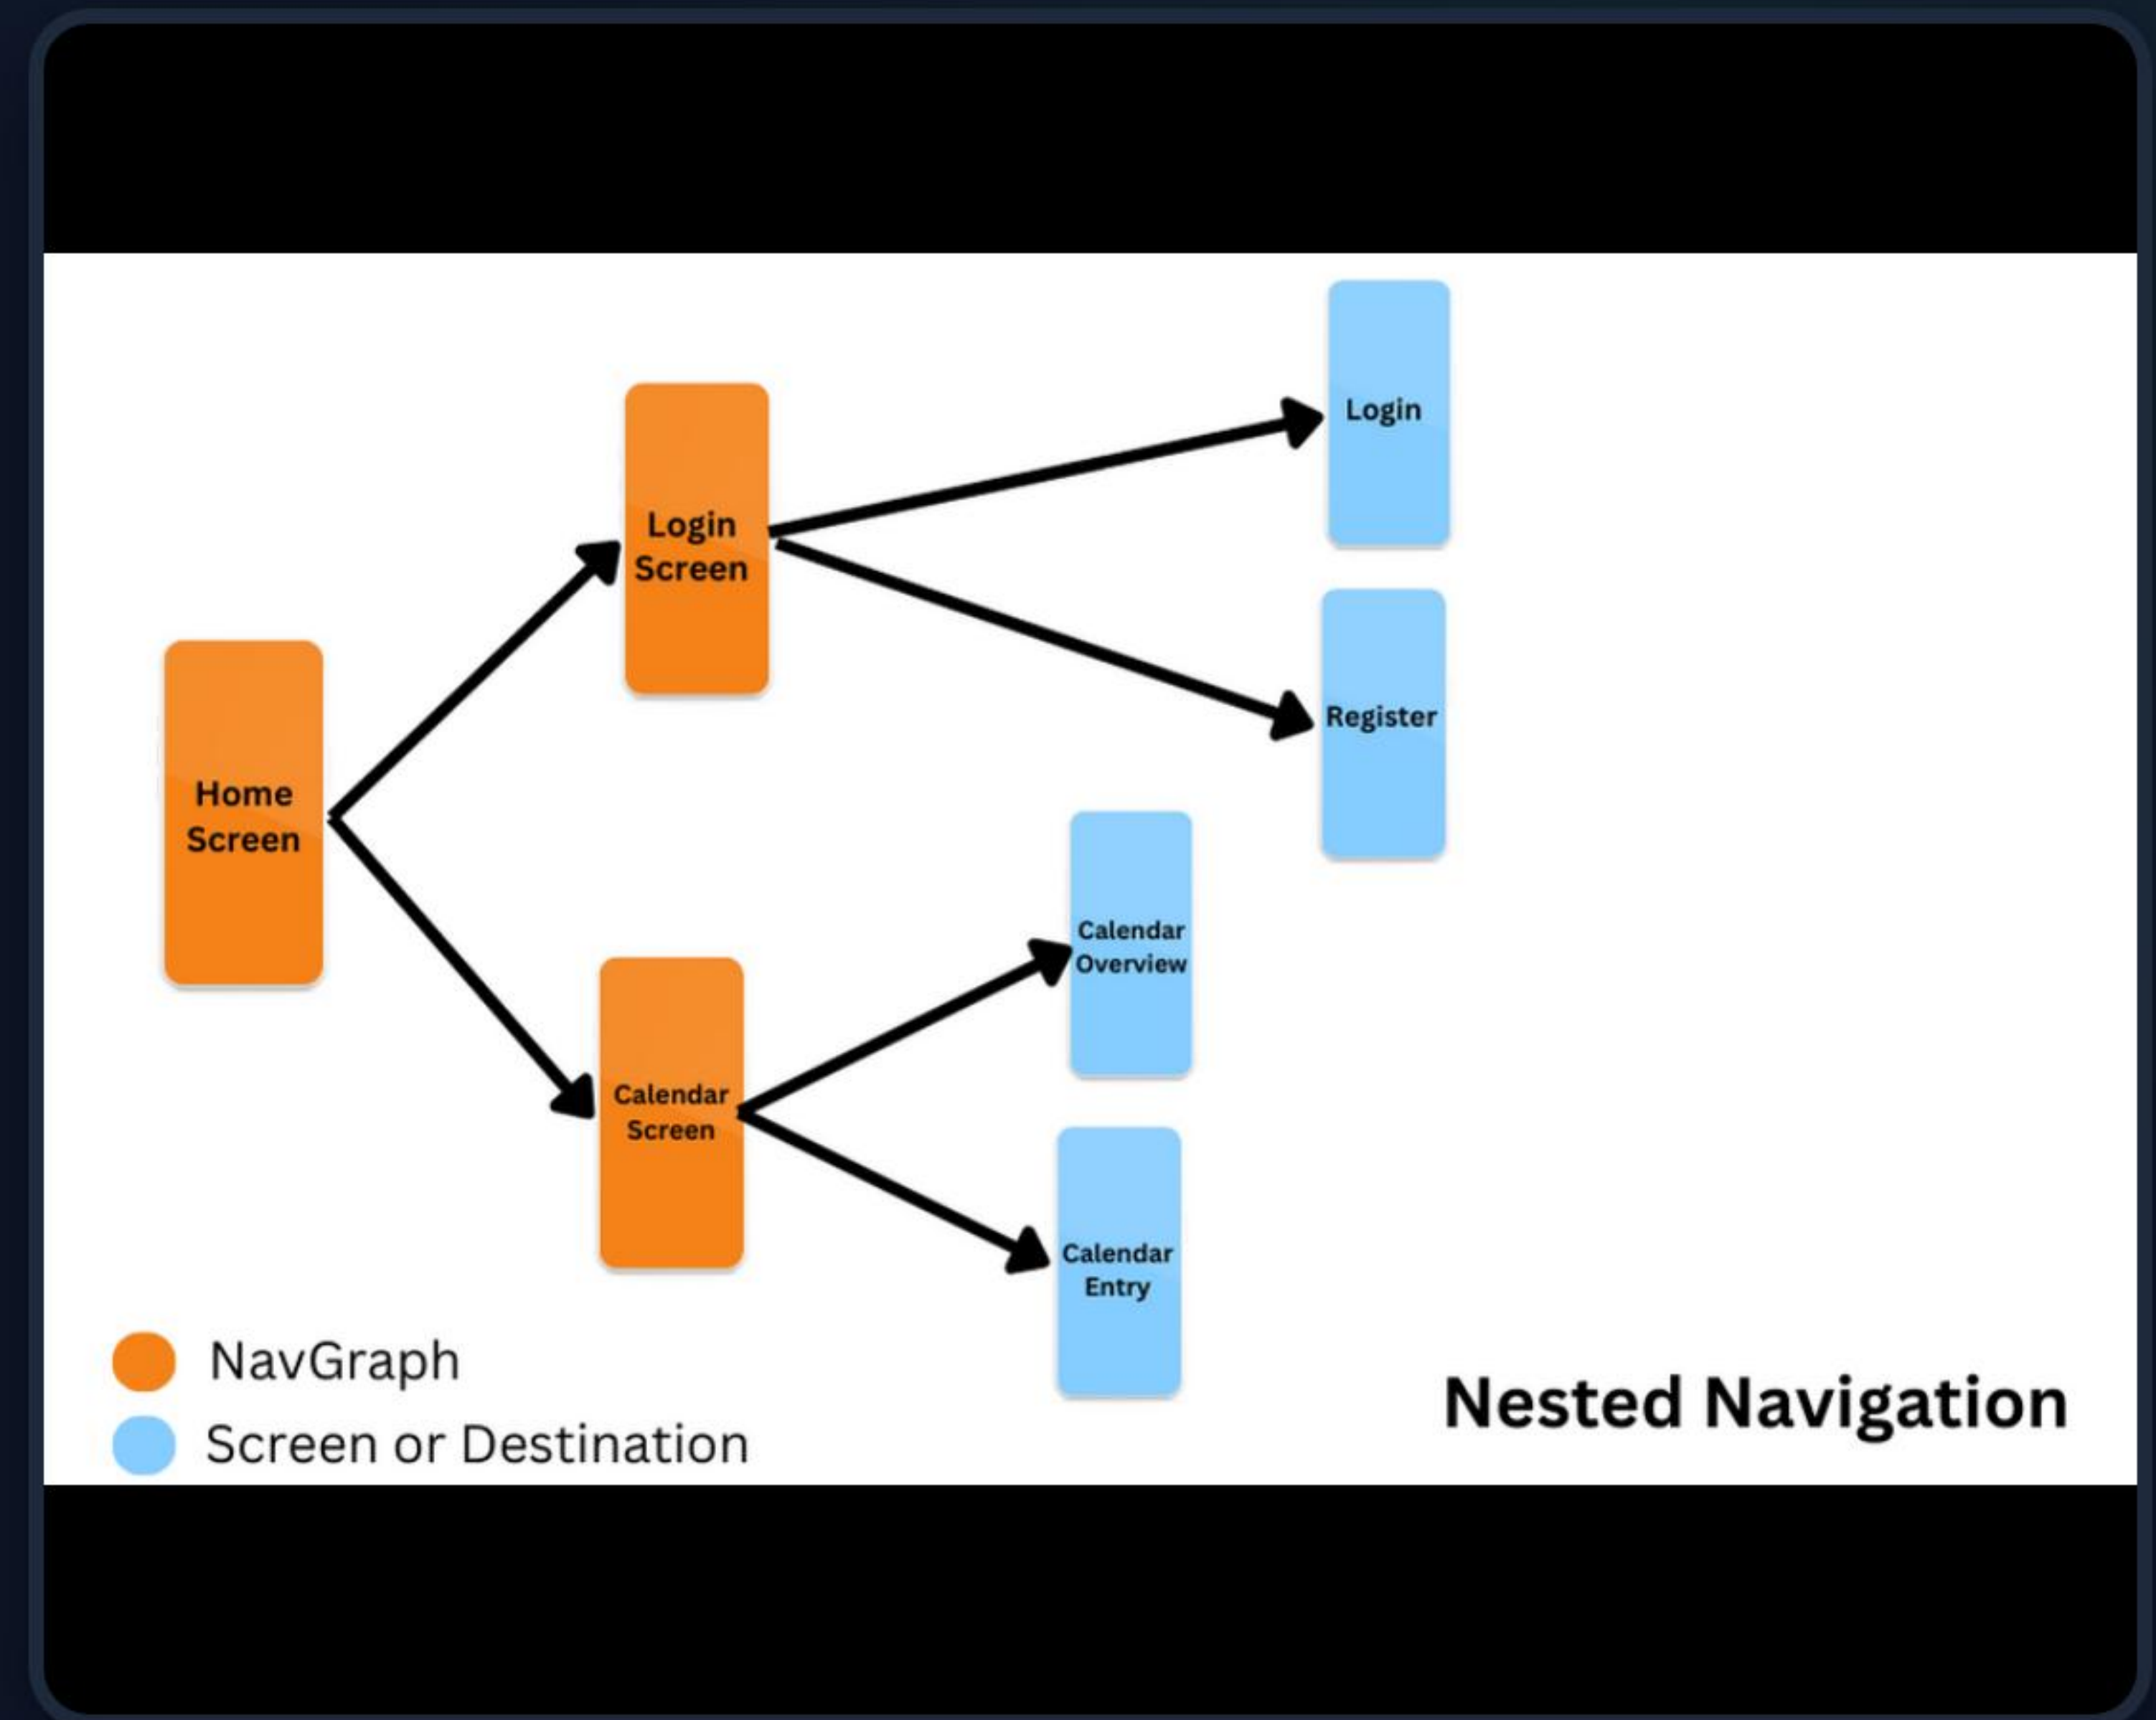 Login
Login
Screen
Register
Home
Screen
Calendar
Overview
Calendar
Screen
Calendar
Entry
NavGraph
Screen or Destination
Nested Navigation